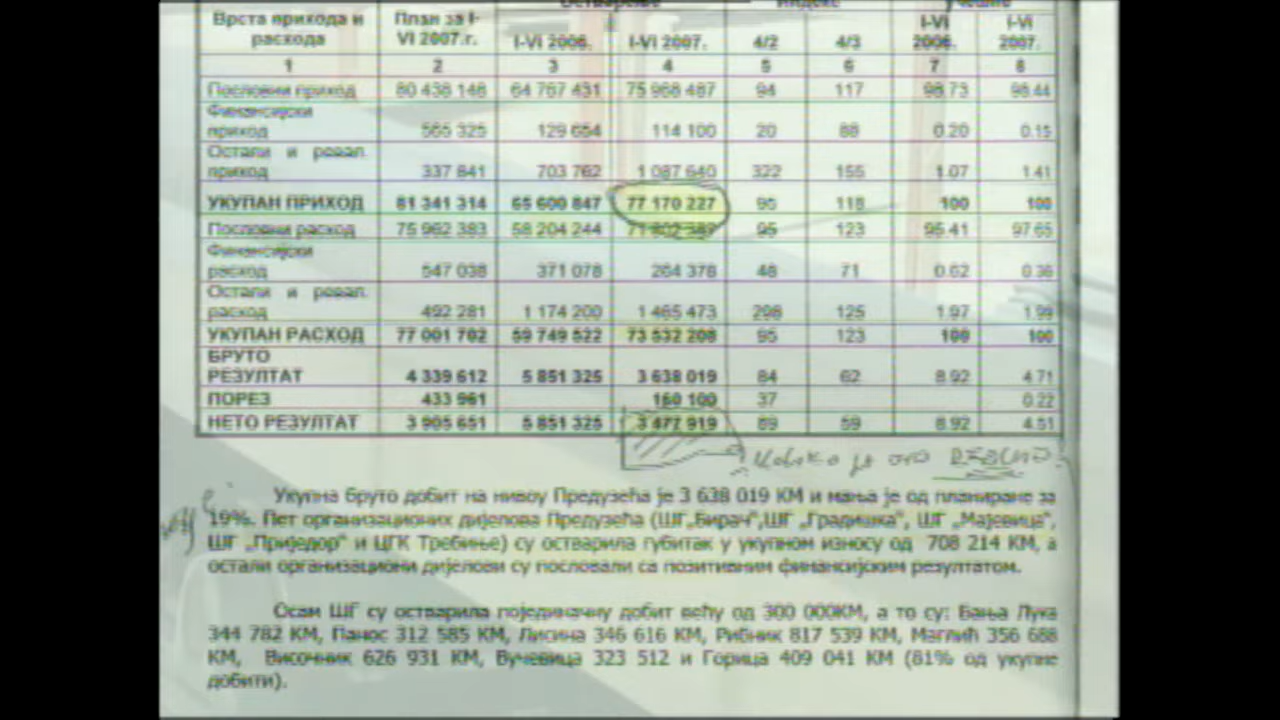 Врста прихода и расхода План за I-VI 2007.г. I-VI 2006. I-VI 2007. 4/2 4/3 I-VI 2006. I-VI 2007.
1 2 3 4 5 6 7 8
Пословни приход 80 438 148 64 767 431 75 968 487 94 117 98.73 98.44
Финансијски приход 565 325 129 654 114 100 20 88 0.20 0.15
Остали и ревал. приход 337 841 703 762 1 087 640 322 155 1.07 1.41
УКУПАН ПРИХОД 81 341 314 65 600 847 77 170 227 95 118 100 100
Пословни расход 75 962 383 58 204 244 95 123 95.41 97.65
Финансијски расход 547 038 371 078 264 378 48 71 0.62 0.36
Остали и ревал. расход 492 281 1 174 200 1 465 473 298 125 1.97 1.99
УКУПАН РАСХОД 77 001 702 59 749 522 73 532 208 95 123 100 100
БРУТО РЕЗУЛТАТ 4 339 612 5 851 325 3 638 019 84 62 8.92 4.71
ПОРЕЗ 433 961 160 100 37 0.22
НЕТО РЕЗУЛТАТ 3 905 651 5 851 325 3 477 919 89 59 8.92 4.51
Укупна бруто добит на нивоу Предузећа је 3 638 019 КМ и мања је од планиране за
19%. Пет организационих дијелова Предузећа (ШГ„Бирач“,ШГ „Градишка“, ШГ „Мајевица“,
ШГ „Приједор“ и ЦГК Требиње) су остварила губитак у укупном износу од 708 214 КМ, а
остали организациони дијелови су пословали са позитивним финансијским резултатом.
Осам ШГ су остварила појединачну добит већу од 300 000КМ, а то су: Бања Лука
344 782 КМ, Панос 312 585 КМ, Лисина 346 616 КМ, Рибник 817 539 КМ, Маглић 356 688
КМ, Височник 626 931 КМ, Вучевица 323 512 и Горица 409 041 КМ (81% од укупне
добити).